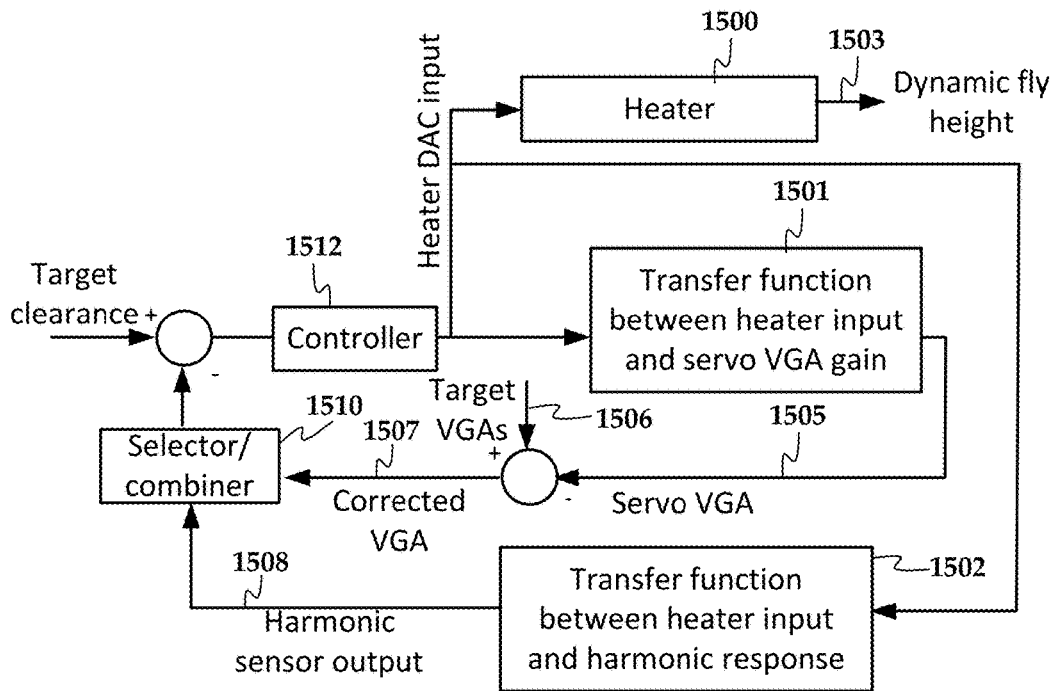 1500
1503
Heater
Dynamic fly
height
Heater DAC input
1501
1512
Target
clearance +
Controller
-
Transfer function
between heater input
and servo VGA gain
Target
VGAs
+
1506
1510
1507
1505
Selector/
combiner
-
Corrected
VGA
Servo VGA
1508
1502
Harmonic
sensor output
Transfer function
between heater input
and harmonic response